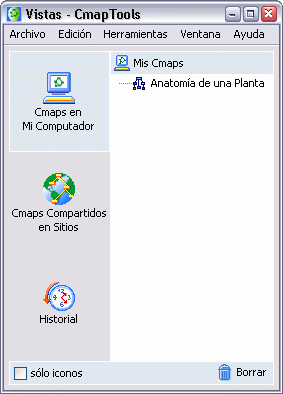 Vistas - CmapTools
Archivo Edición Herramientas Ventana Ayuda
Cmaps en
Mi Computador
Cmaps Compartidos
en Sitios
Historial
Mis Cmaps
Anatomía de una Planta
sólo iconos
Borrar